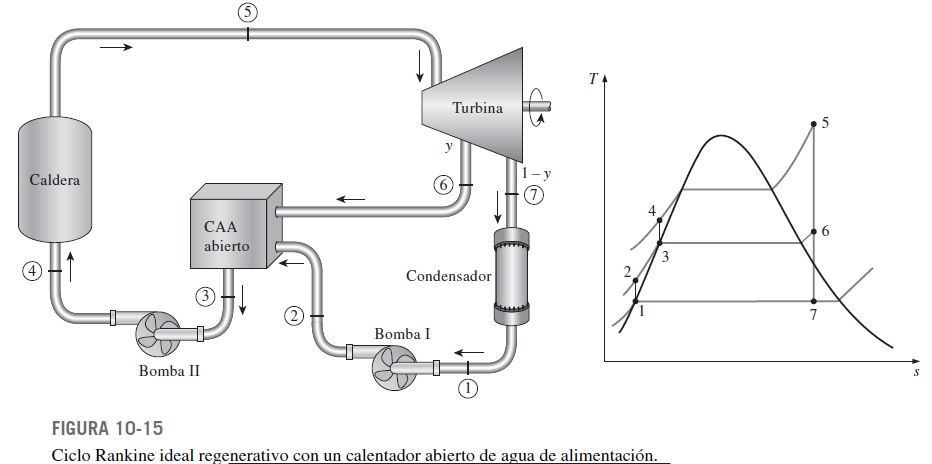 5
Turbina
y
1 – y
6
7
Caldera
CAA
abierto
Condensador
4
3
2
Bomba I
Bomba II
1
T
5
4
6
3
2
1
7
s
FIGURA 10-15
Ciclo Rankine ideal regenerativo con un calentador abierto de agua de alimentación.